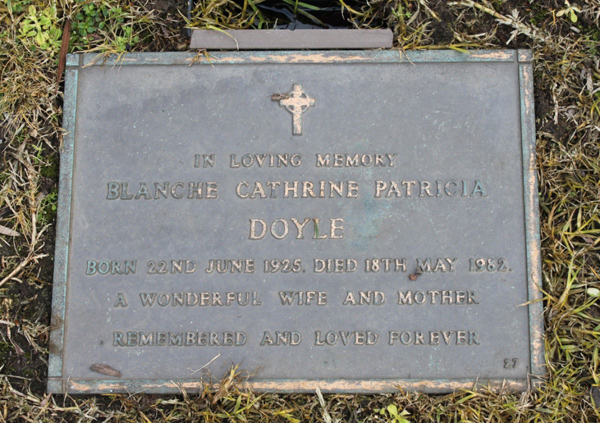 IN LOVING MEMORY
BLANCHE CATHRINE PATRICIA
DOYLE
BORN 22ND JUNE 1925. DIED 18TH MAY 1982.
A WONDERFUL WIFE AND MOTHER
REMEMBERED AND LOVED FOREVER
27